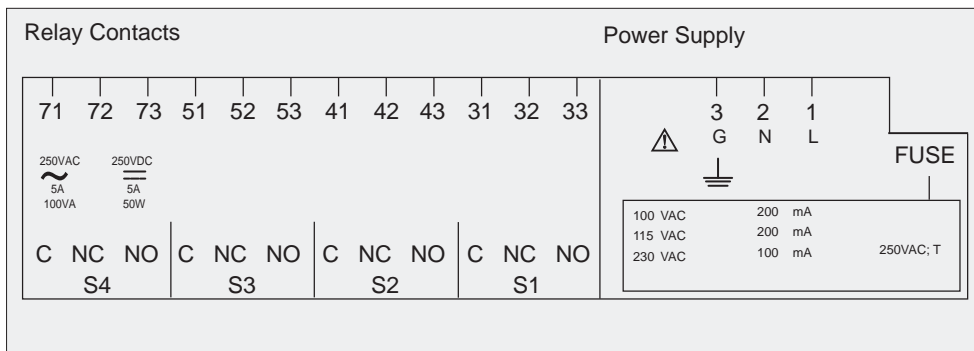 Relay Contacts
Power Supply
71 72 73 51 52 53 41 42 43 31 32 33
3 2 1
G N L
FUSE
250VAC 250VDC
5A 5A
100VA 50W
100 VAC 200 mA
115 VAC 200 mA
230 VAC 100 mA
250VAC; T
C NC NO C NC NO C NC NO C NC NO
S4 S3 S2 S1